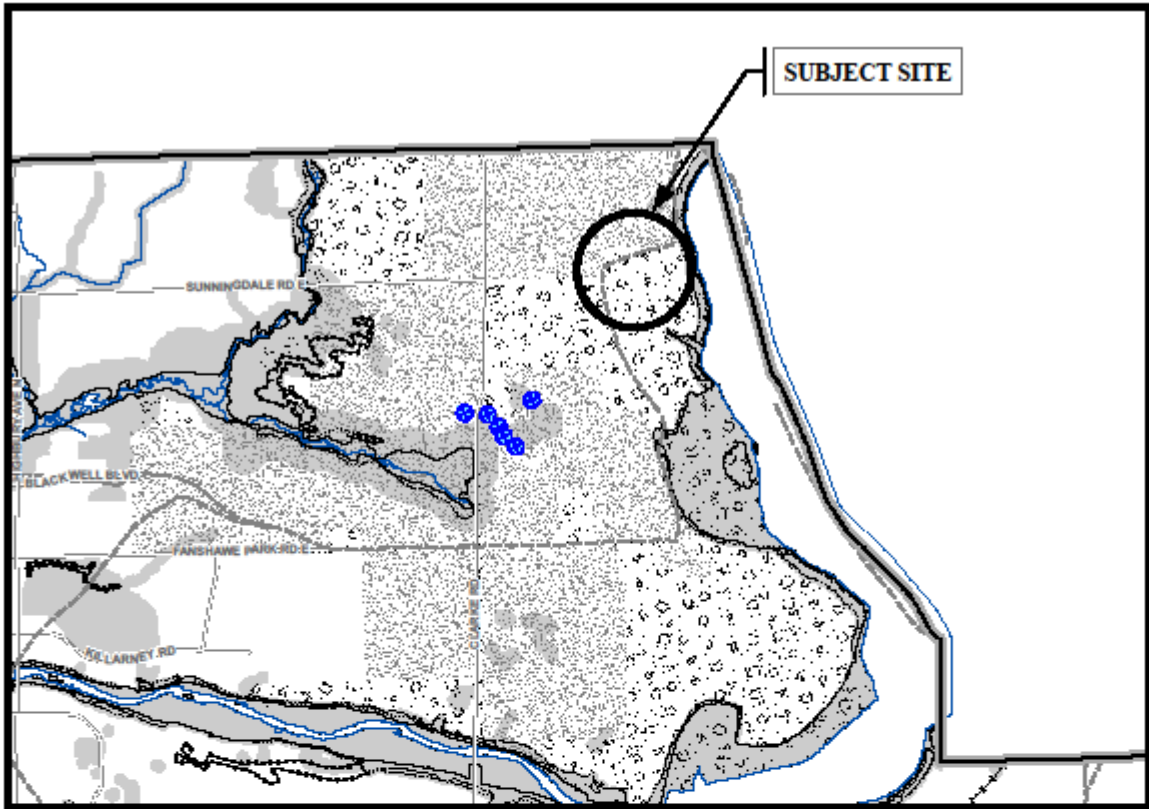 SUBJECT SITE
SUNNINGDALE RD E
BLACKWELL BLVD
FANSHAWE PARK RD E
KILLARNEY RD